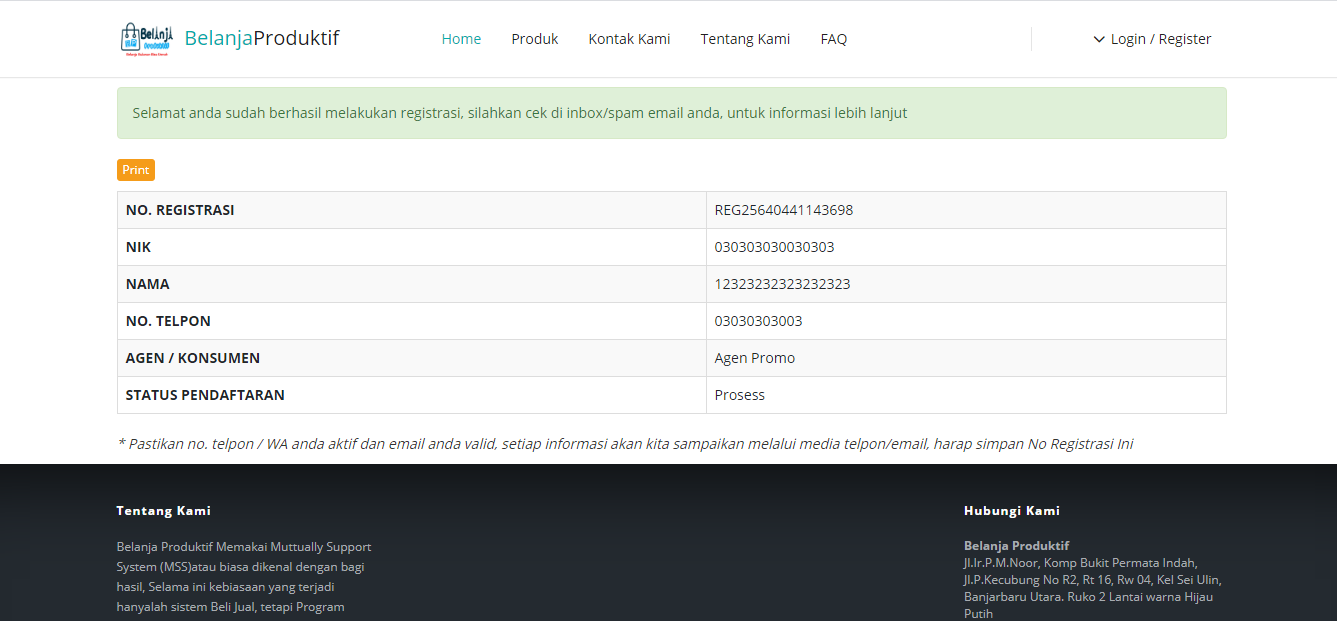 Belinji
BelanjaProduktif
Home
Produk
Kontak Kami
Tentang Kami
FAQ
Login / Register
Selamat anda sudah berhasil melakukan registrasi, silahkan cek di inbox/spam email anda, untuk informasi lebih lanjut
Print
NO. REGISTRASI REG25640441143698
NIK 030303030030303
NAMA 12323232323232323
NO. TELPON 03030303003
AGEN / KONSUMEN Agen Promo
STATUS PENDAFTARAN Prosess
* Pastikan no. telpon / WA anda aktif dan email anda valid, setiap informasi akan kita sampaikan melalui media telpon/email, harap simpan No Registrasi Ini
Tentang Kami
Belanja Produktif Memakai Muttually Support
System (MSS)atau biasa dikenal dengan bagi
hasil, Selama ini kebiasaan yang terjadi
hanyalah sistem Beli Jual, tetapi Program
Hubungi Kami
Belanja Produktif
Jl.Ir.P.M.Noor, Komp Bukit Permata Indah,
Jl.P.Kecubung No R2, Rt 16, Rw 04, Kel Sei Ulin,
Banjarbaru Utara. Ruko 2 Lantai warna Hijau
Putih